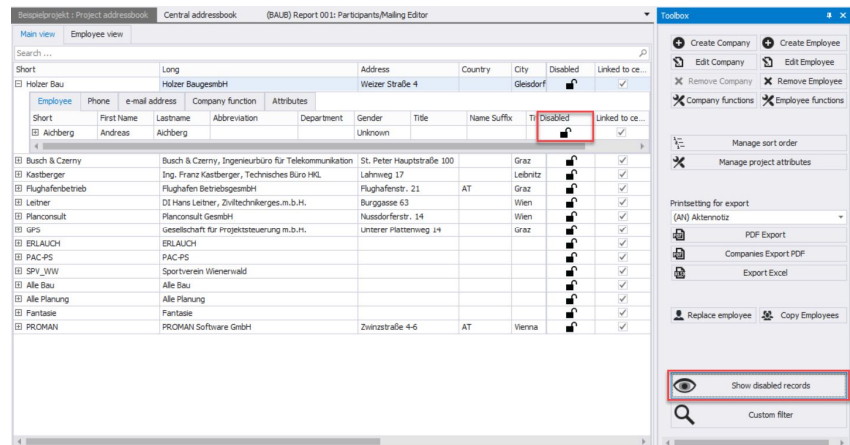 Beispielprojekt : Project addressbook Central addressbook (BAUB) Report 001: Participants/Mailing Editor
Main view Employee view
Search ...
Short Long Address Country City Disabled Linked to ce...
Holzer Bau Holzer BaugesmbH Weizer Straße 4 Gleisdorf
Employee Phone e-mail address Company function Attributes
Short First Name Lastname Abbreviation Department Gender Title Name Suffix Disabled Linked to ce...
Aichberg Andreas Aichberg Unknown
Busch & Czerny Busch & Czerny, Ingenieurbüro für Telekommunikation St. Peter Hauptstraße 100 Graz
Kastberger Ing. Franz Kastberger, Technisches Büro HKL Lahnweg 17 Leibnitz
Flughafenbetrieb Flughafen BetriebsgesmbH Flughafenstr. 21 AT Graz
Leitner DI Hans Leitner, Ziviltechnikerges.m.b.H. Burggasse 63 Wien
Planconsult Planconsult GesmbH Nussdorferstr. 14 Wien
GPS Gesellschaft für Projektsteuerung m.b.H. Unterer Plattenweg 14 Graz
ERLAUCH ERLAUCH
PAC-PS PAC-PS
SPV_WW Sportverein Wienerwald
Alle Bau Alle Bau
Alle Planung Alle Planung
Fantasie Fantasie
PROMAN PROMAN Software GmbH Zwinzstraße 4-6 AT Vienna
Toolbox
Create Company Create Employee
Edit Company Edit Employee
Remove Company Remove Employee
Company functions Employee functions
Manage sort order
Manage project attributes
Printsetting for export
(AN) Aktennotiz
PDF Export
Companies Export PDF
Export Excel
Replace employee Copy Employees
Show disabled records
Custom filter